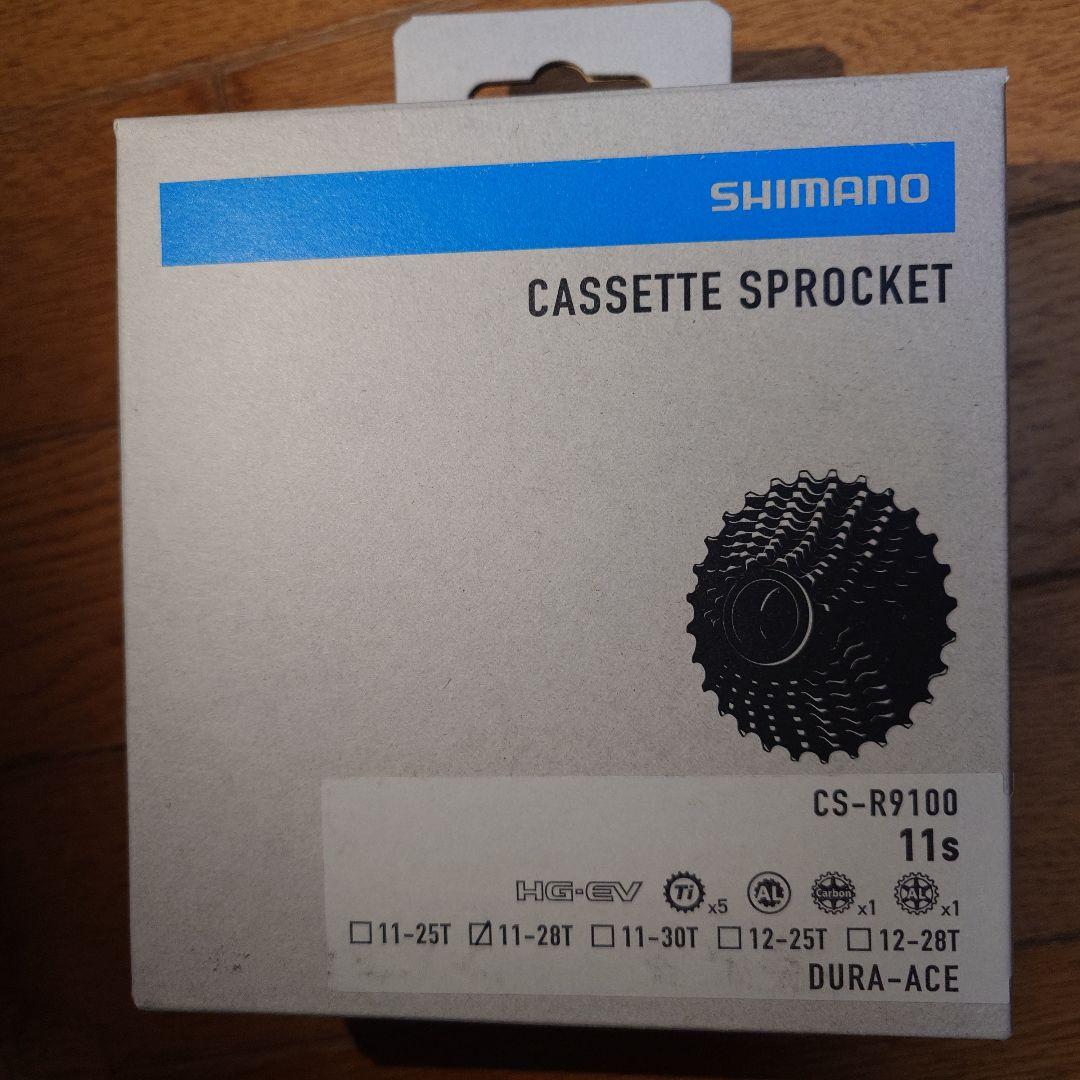 SHIMANO
CASSETTE SPROCKET
CS-R9100
11s
HG-EV Ti x5 AL Carbon x1 AL x1
11-25T 11-28T 11-30T 12-25T 12-28T
DURA-ACE